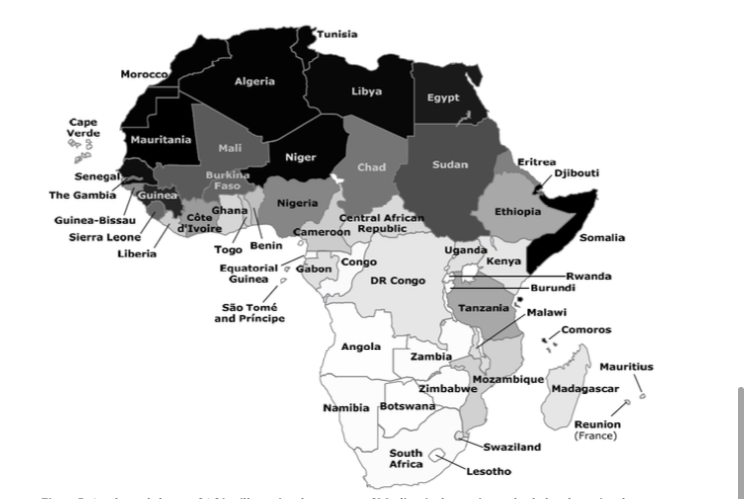 Tunisia
Morocco
Algeria
Libya
Egypt
Cape
Verde
Mauritania
Mali
Niger
Chad
Sudan
Eritrea
Djibouti
Senegal
The Gambia
Guinea
Burkina
Faso
Guinea-Bissau
Sierra Leone
Liberia
Côte
d'Ivoire
Ghana
Togo
Benin
Nigeria
Cameroon
Central African
Republic
Ethiopia
Somalia
Equatorial
Guinea
Gabon
Congo
DR Congo
Uganda
Kenya
Rwanda
Burundi
São Tomé
and Príncipe
Tanzania
Malawi
Comoros
Angola
Zambia
Mozambique
Madagascar
Mauritius
Zimbabwe
Namibia
Botswana
Reunion
(France)
South
Africa
Swaziland
Lesotho